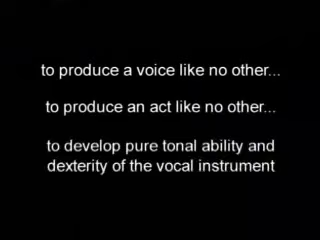 to produce a voice like no other...
to produce an act like no other...
to develop pure tonal ability and
dexterity of the vocal instrument